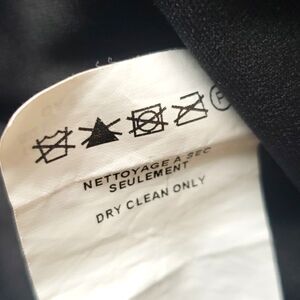 P
NETTOYAGE A SEC
SEULEMENT
DRY CLEAN ONLY